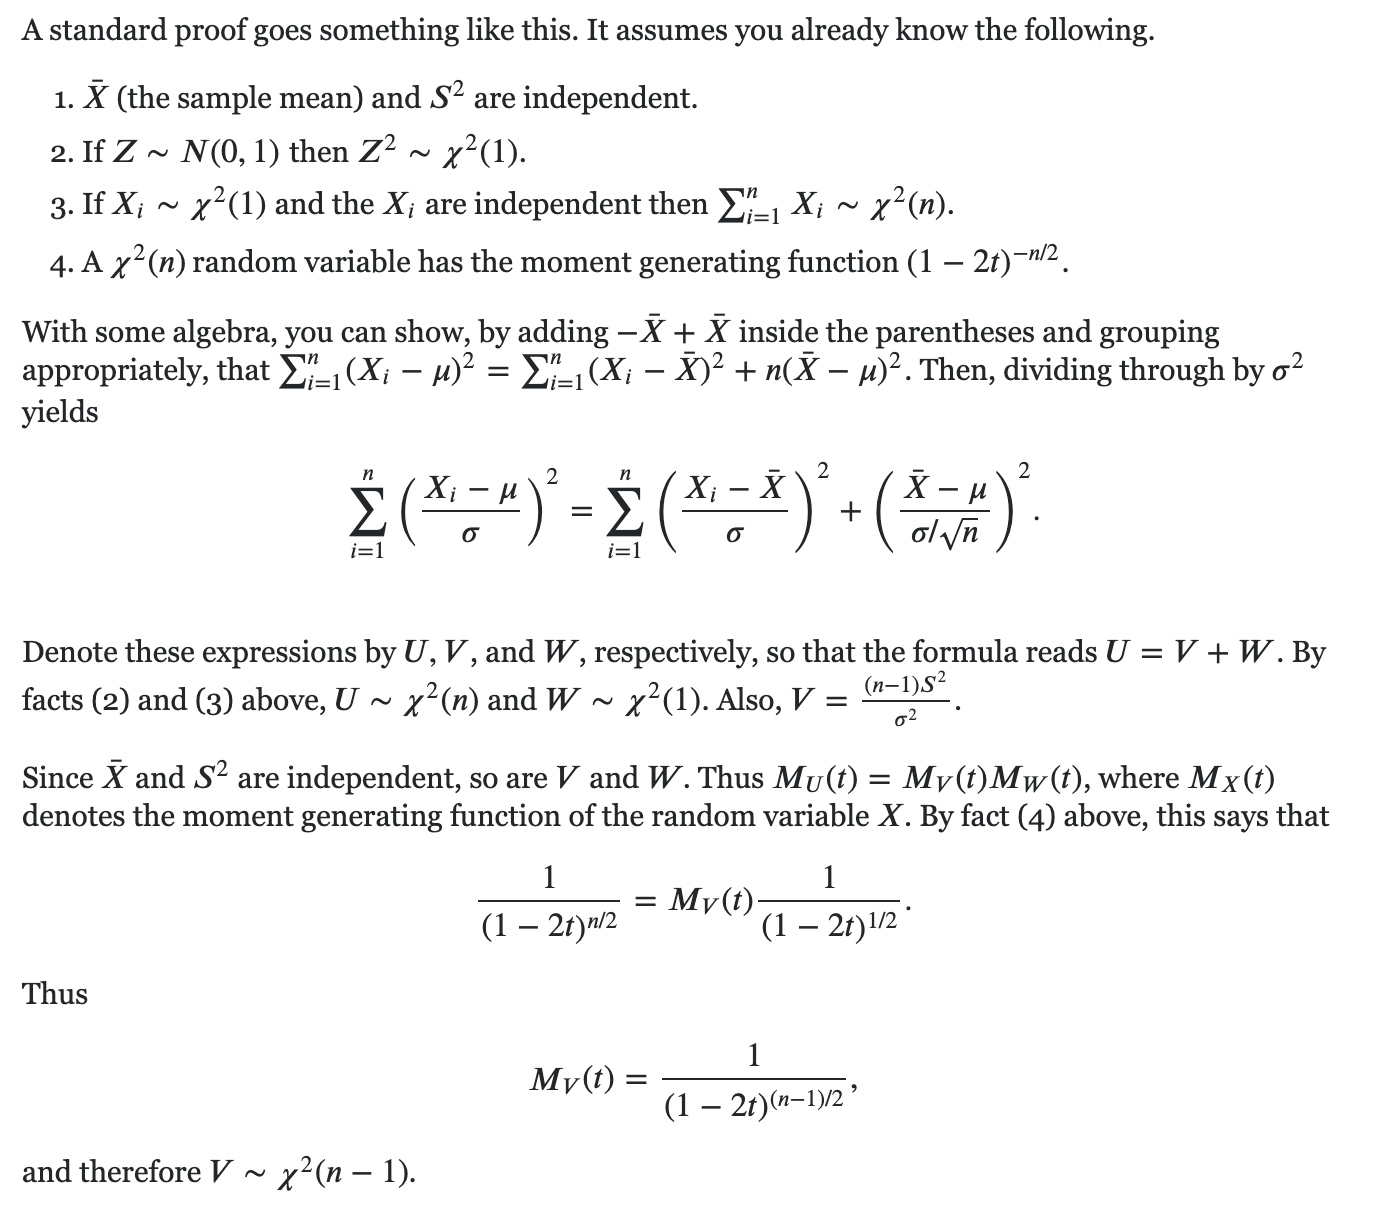 A standard proof goes something like this. It assumes you already know the following.
1. X̄ (the sample mean) and S² are independent.
2. If Z ~ N(0, 1) then Z² ~ χ²(1).
3. If Xᵢ ~ χ²(1) and the Xᵢ are independent then ∑ⁿᵢ₌₁ Xᵢ ~ χ²(n).
4. A χ²(n) random variable has the moment generating function (1 − 2t)^{−n/2}.
With some algebra, you can show, by adding −X̄ + X̄ inside the parentheses and grouping
appropriately, that ∑ⁿᵢ₌₁(Xᵢ − μ)² = ∑ⁿᵢ₌₁(Xᵢ − X̄)² + n(X̄ − μ)². Then, dividing through by σ²
yields
∑ⁿᵢ₌₁ ((Xᵢ − μ)/σ)² = ∑ⁿᵢ₌₁ ((Xᵢ − X̄)/σ)² + ((X̄ − μ)/(σ/√n))².
Denote these expressions by U, V, and W, respectively, so that the formula reads U = V + W. By
facts (2) and (3) above, U ~ χ²(n) and W ~ χ²(1). Also, V = (n−1)S²/σ².
Since X̄ and S² are independent, so are V and W. Thus M_U(t) = M_V(t)M_W(t), where M_X(t)
denotes the moment generating function of the random variable X. By fact (4) above, this says that
1/(1 − 2t)^{n/2} = M_V(t) 1/(1 − 2t)^{1/2}.
Thus
M_V(t) = 1/(1 − 2t)^{(n−1)/2},
and therefore V ~ χ²(n − 1).